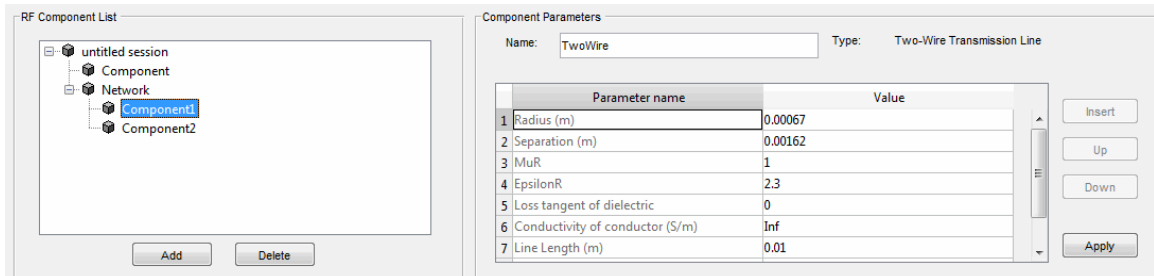 RF Component List
untitled session
Component
Network
Component1
Component2
Add
Delete
Component Parameters
Name:
TwoWire
Type:
Two-Wire Transmission Line
Parameter name
Value
1 Radius (m) 0.00067
2 Separation (m) 0.00162
3 MuR 1
4 EpsilonR 2.3
5 Loss tangent of dielectric 0
6 Conductivity of conductor (S/m) Inf
7 Line Length (m) 0.01
Insert
Up
Down
Apply